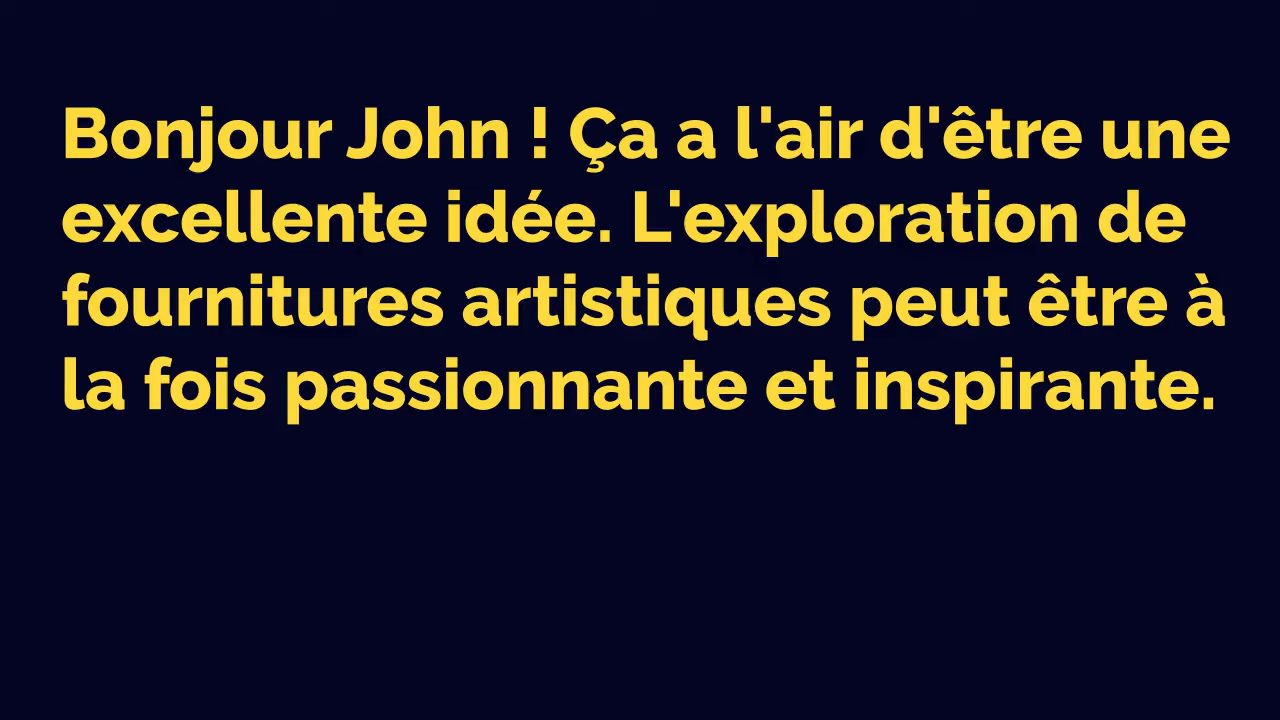 Bonjour John ! Ça a l'air d'être une
excellente idée. L'exploration de
fournitures artistiques peut être à
la fois passionnante et inspirante.